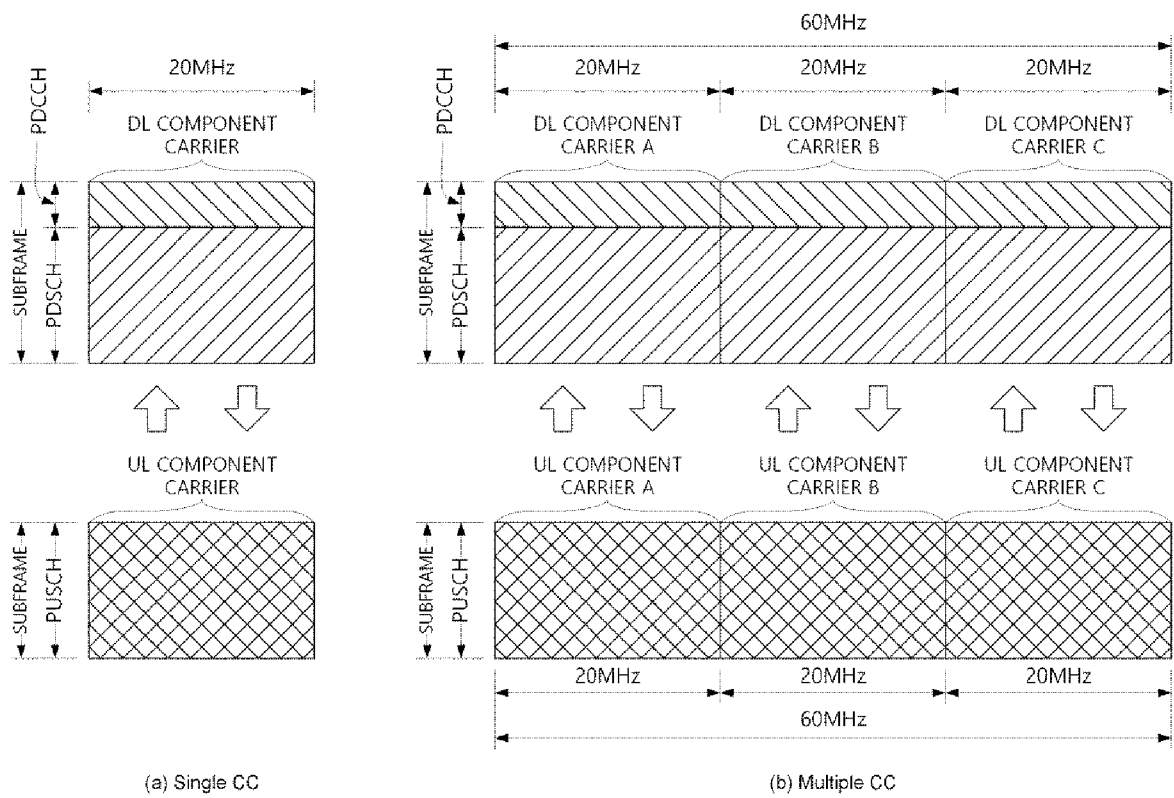 20MHz
PDCCH
DL COMPONENT
CARRIER
SUBFRAME
PDSCH
UL COMPONENT
CARRIER
SUBFRAME
PUSCH
(a) Single CC
60MHz
20MHz
20MHz
20MHz
PDCCH
DL COMPONENT
CARRIER A
DL COMPONENT
CARRIER B
DL COMPONENT
CARRIER C
SUBFRAME
PDSCH
UL COMPONENT
CARRIER A
UL COMPONENT
CARRIER B
UL COMPONENT
CARRIER C
SUBFRAME
PUSCH
20MHz
20MHz
20MHz
60MHz
(b) Multiple CC